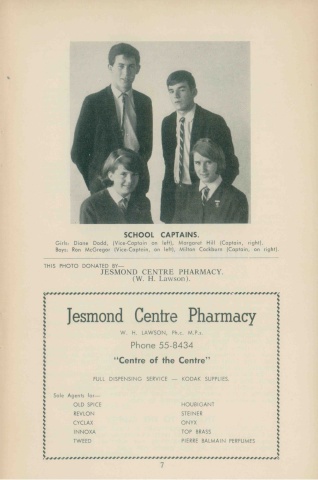 SCHOOL CAPTAINS.
Girls: Diane Dodd, (Vice-Captain on left), Margaret Hill (Captain, right).
Boys: Ron McGregor (Vice-Captain, on left), Milton Cockburn (Captain, on right).
THIS PHOTO DONATED BY—
JESMOND CENTRE PHARMACY.
(W. H. Lawson).
Jesmond Centre Pharmacy
W. H. LAWSON, Ph.c. M.P.s.
Phone 55-8434
"Centre of the Centre"
FULL DISPENSING SERVICE — KODAK SUPPLIES.
Sole Agents for—
OLD SPICE
REVLON
CYCLAX
INNOXA
TWEED
HOUBIGANT
STEINER
ONYX
TOP BRASS
PIERRE BALMAIN PERFUMES
7